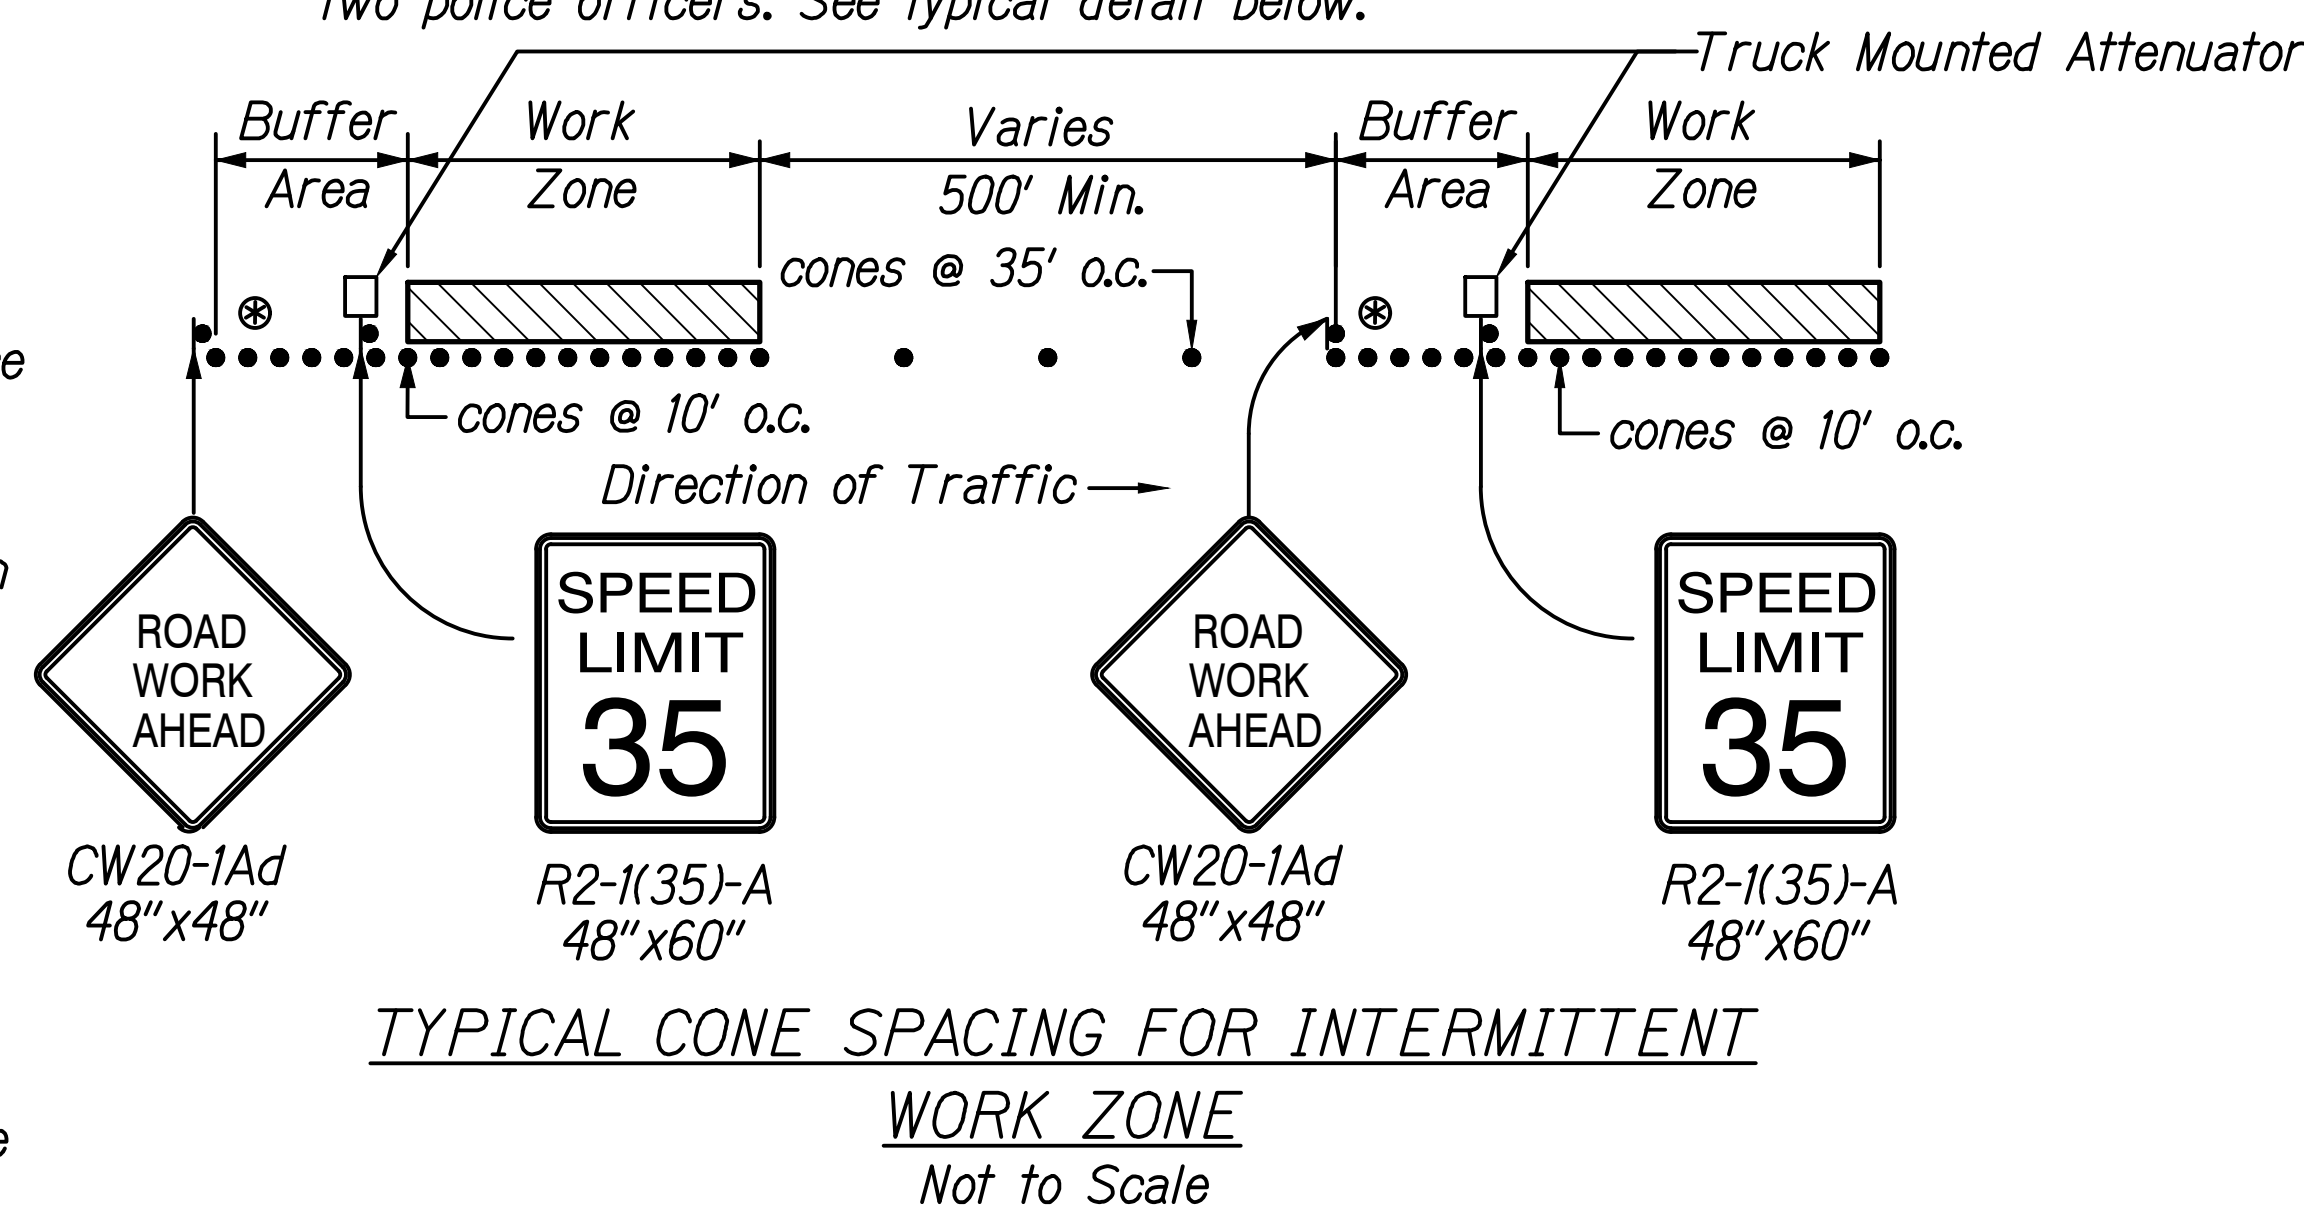 two police officers. See typical detail below.
Truck Mounted Attenuator
Buffer Area
Work Zone
Varies 500' Min.
Buffer Area
Work Zone
cones @ 35' o.c.
cones @ 10' o.c.
cones @ 10' o.c.
Direction of Traffic
ROAD
WORK
AHEAD
CW20-1Ad
48"x48"
SPEED
LIMIT
35
R2-1(35)-A
48"x60"
ROAD
WORK
AHEAD
CW20-1Ad
48"x48"
SPEED
LIMIT
35
R2-1(35)-A
48"x60"
TYPICAL CONE SPACING FOR INTERMITTENT
WORK ZONE
Not to Scale